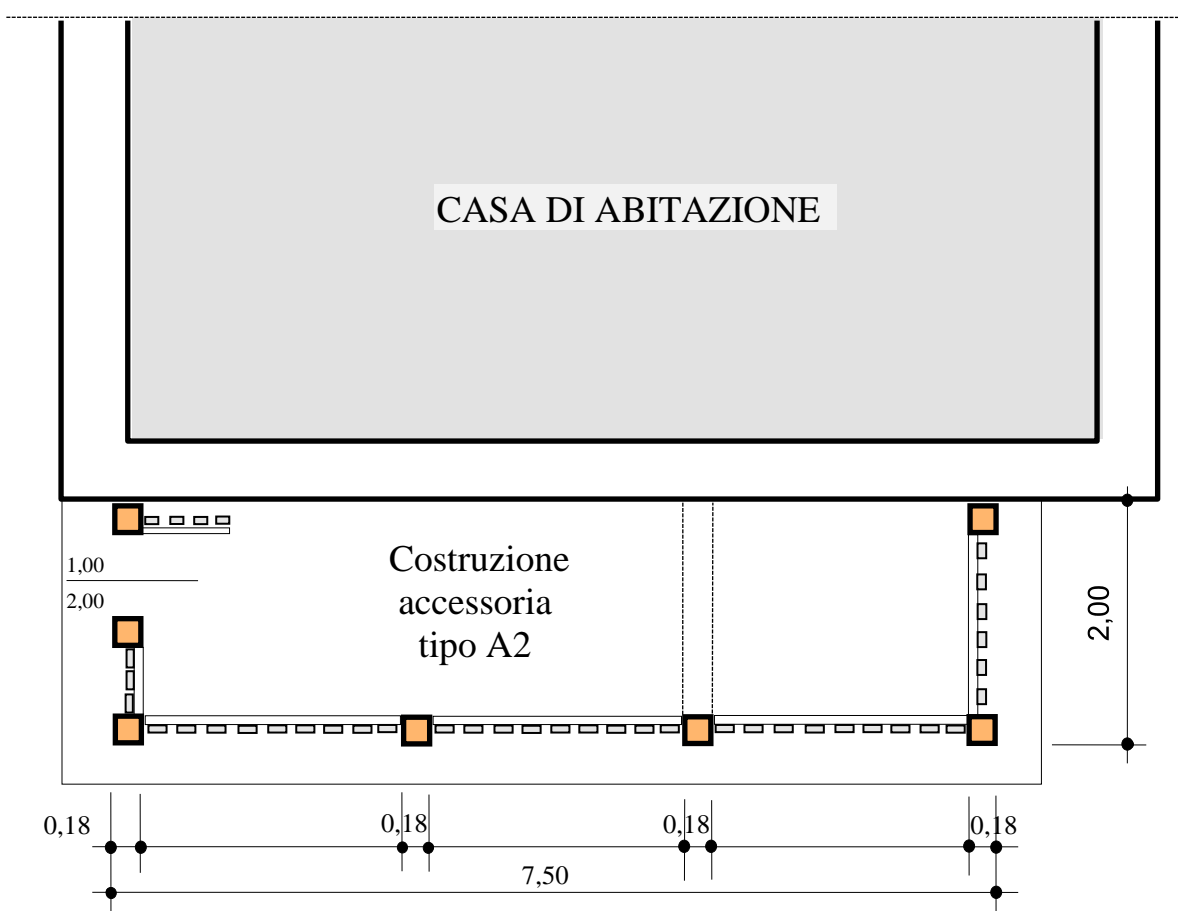 CASA DI ABITAZIONE
1,00
2,00
Costruzione
accessoria
tipo A2
2,00
0,18
0,18
0,18
0,18
7,50